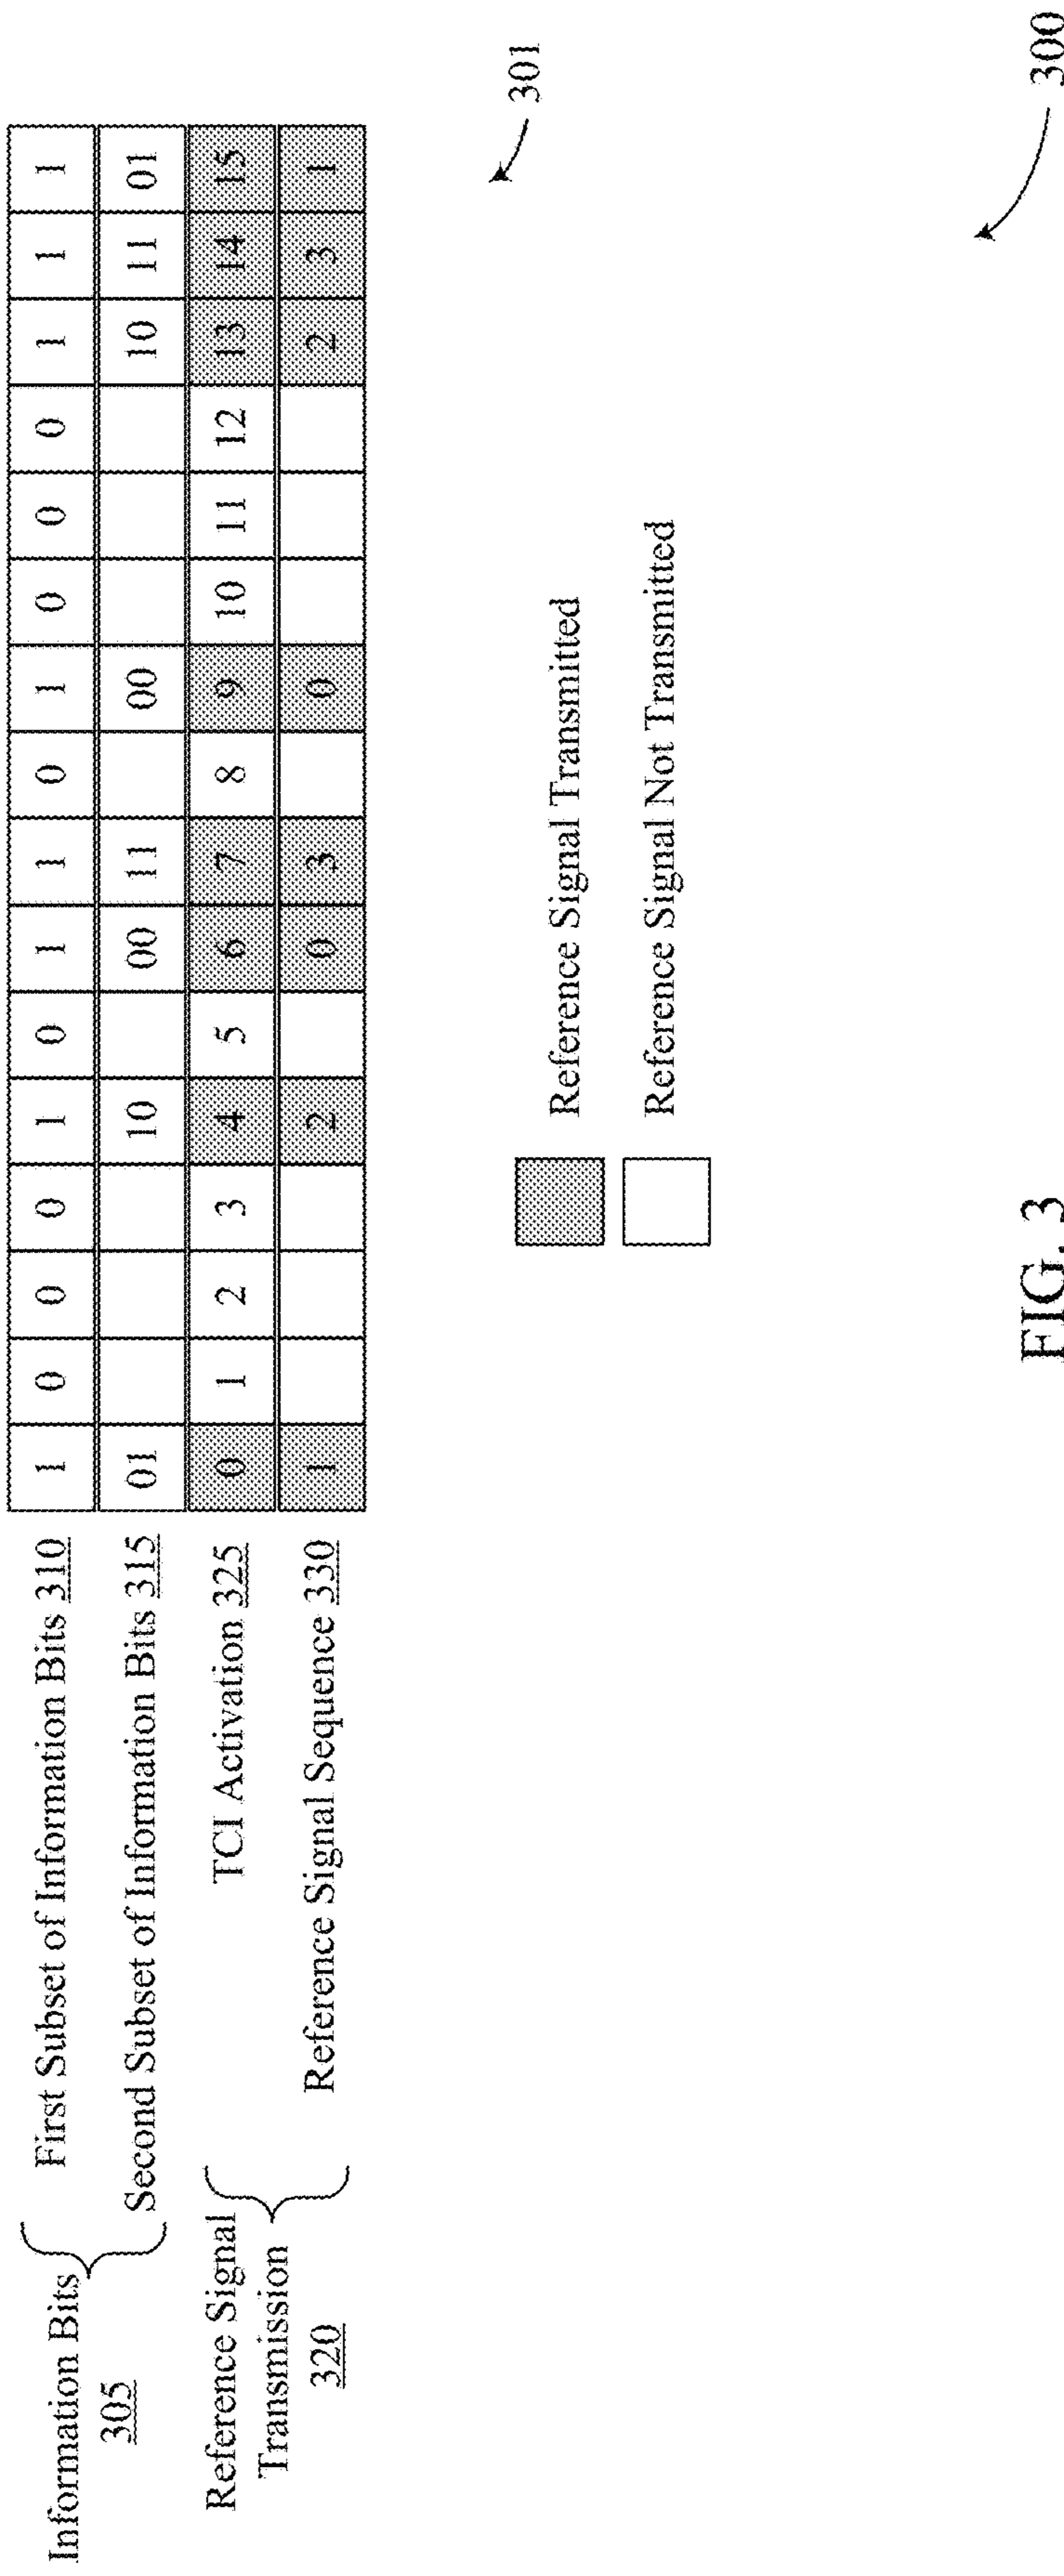 Information Bits
305
First Subset of Information Bits 310
1 0 0 0 1 0 1 1 0 1 0 0 0 1 1 1
Second Subset of Information Bits 315
01 10 00 11 00 10 11 01
Reference Signal
Transmission
320
TCI Activation 325
0 1 2 3 4 5 6 7 8 9 10 11 12 13 14 15
Reference Signal Sequence 330
1 2 0 3 0 2 3 1
301
Reference Signal Transmitted
Reference Signal Not Transmitted
300
FIG. 3